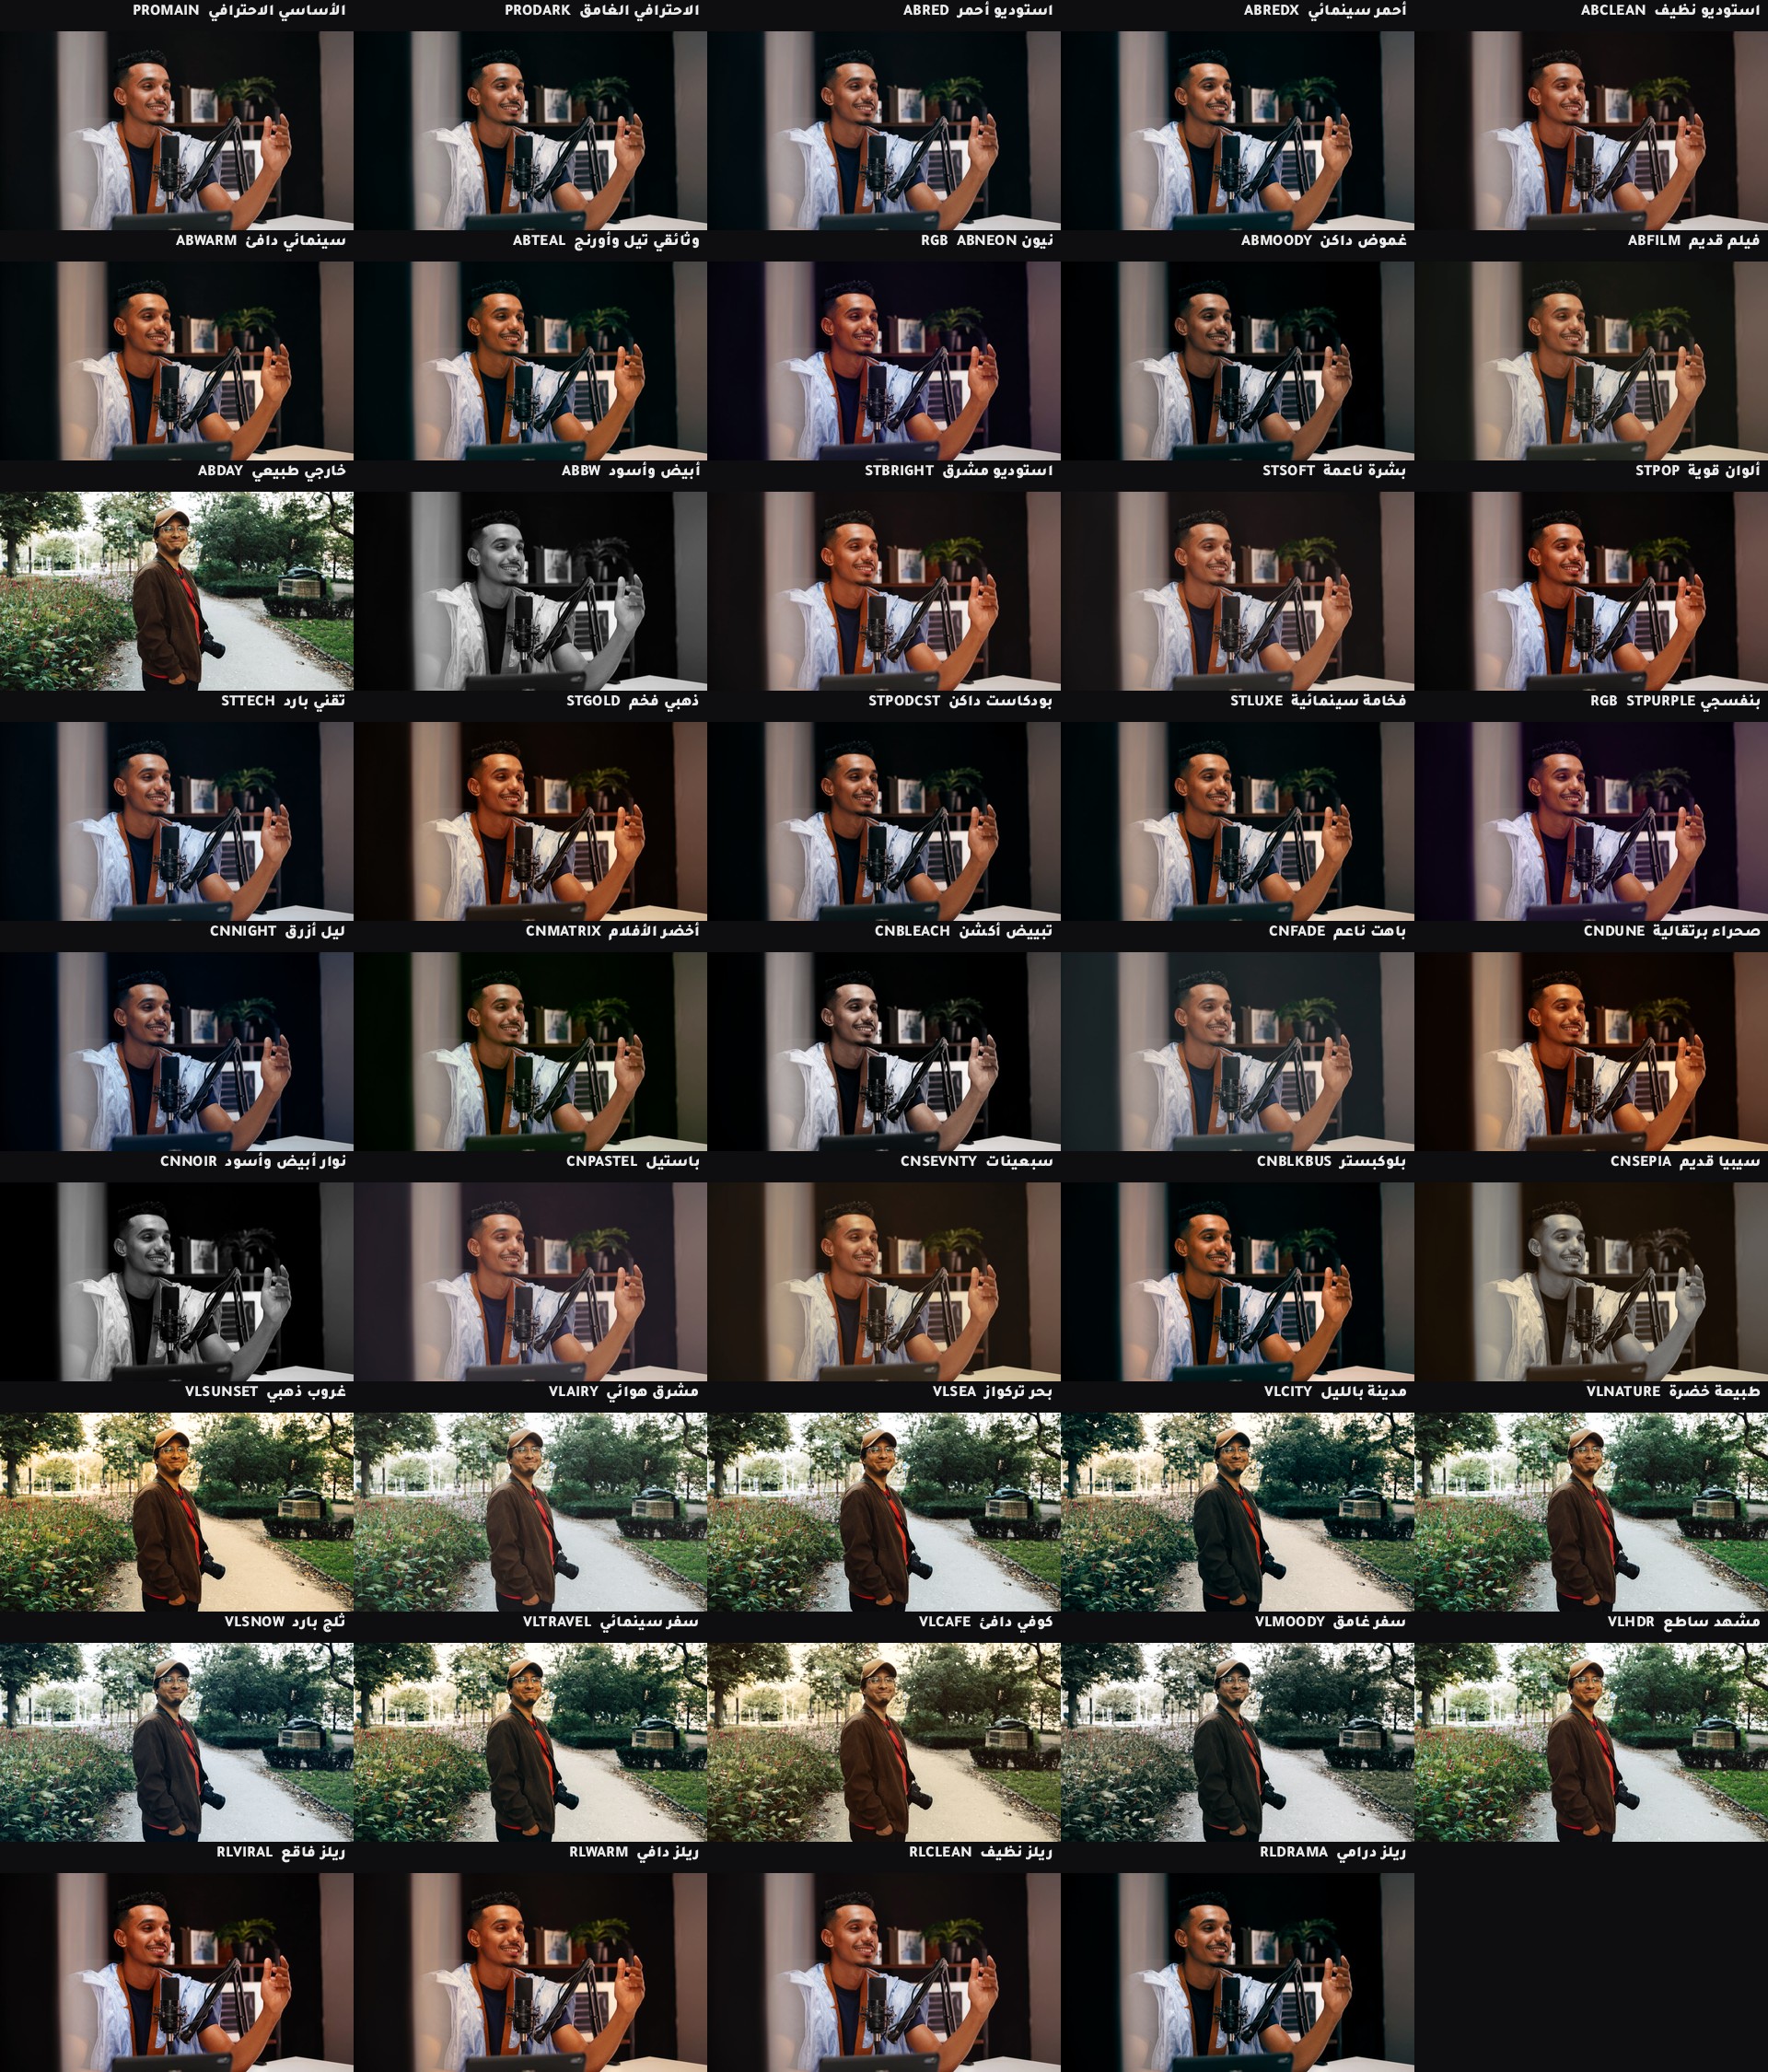 الأساسي الاحترافي PROMAIN
الاحترافي الغامق PRODARK
استوديو أحمر ABRED
أحمر سينمائي ABREDX
استوديو نظيف ABCLEAN
سينمائي دافئ ABWARM
وثائقي تيل وأورنج ABTEAL
نيون RGB ABNEON
غموض داكن ABMOODY
فيلم قديم ABFILM
خارجي طبيعي ABDAY
أبيض وأسود ABBW
استوديو مشرق STBRIGHT
بشرة ناعمة STSOFT
ألوان قوية STPOP
تقني بارد STTECH
ذهبي فخم STGOLD
بودكاست داكن STPODCST
فخامة سينمائية STLUXE
بنفسجي RGB STPURPLE
ليل أزرق CNNIGHT
أخضر الأفلام CNMATRIX
تبييض أكشن CNBLEACH
باهت ناعم CNFADE
صحراء برتقالية CNDUNE
نوار أبيض وأسود CNNOIR
باستيل CNPASTEL
سبعينات CNSEVNTY
بلوكبستر CNBLKBUS
سيبيا قديم CNSEPIA
غروب ذهبي VLSUNSET
مشرق هوائي VLAIRY
بحر تركواز VLSEA
مدينة بالليل VLCITY
طبيعة خضرة VLNATURE
ثلج بارد VLSNOW
سفر سينمائي VLTRAVEL
كوفي دافئ VLCAFE
سفر غامق VLMOODY
مشهد ساطع VLHDR
ريلز فاقع RLVIRAL
ريلز دافي RLWARM
ريلز نظيف RLCLEAN
ريلز درامي RLDRAMA